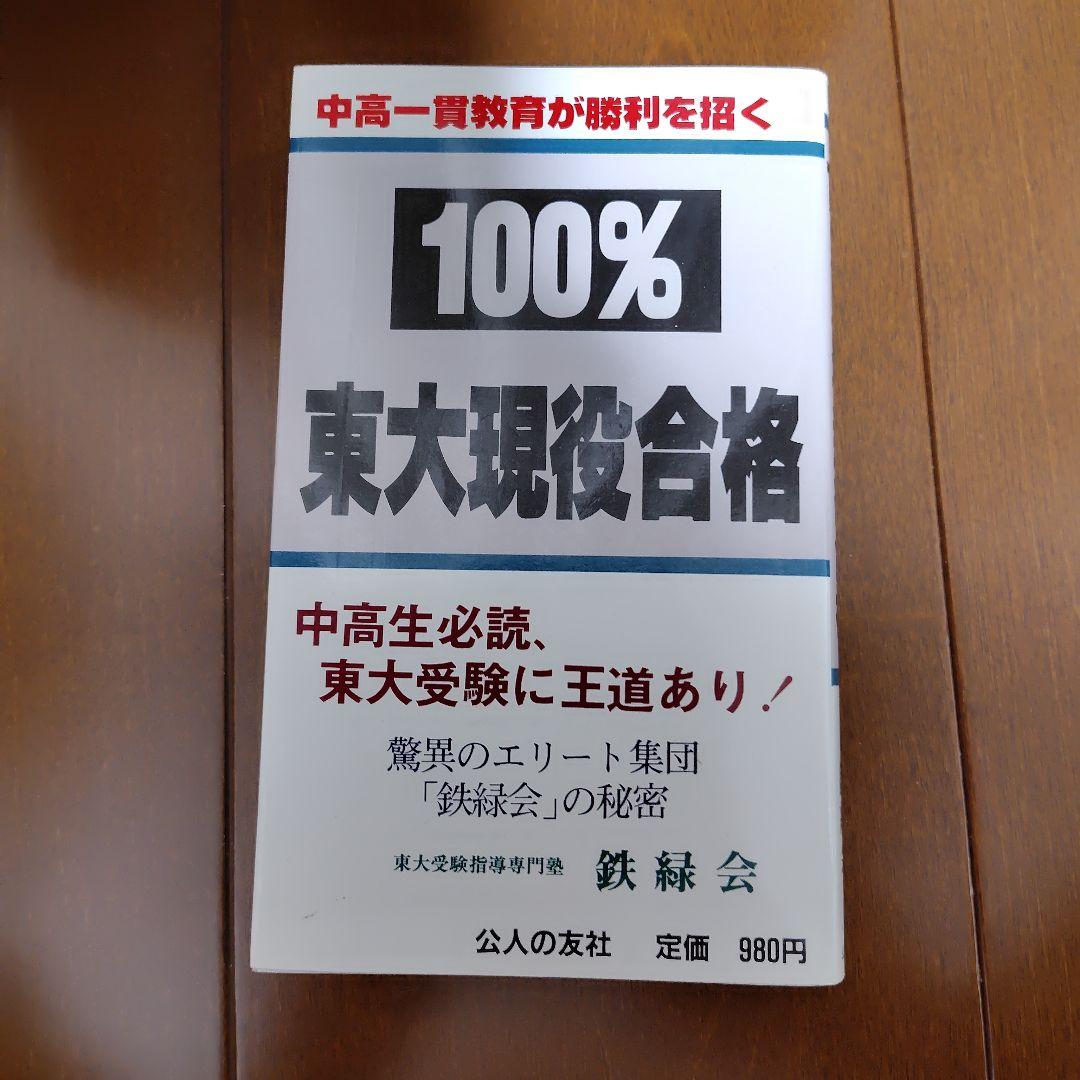 中高一貫教育が勝利を招く
100%
東大現役合格
中高生必読、
東大受験に王道あり!
驚異のエリート集団
「鉄緑会」の秘密
東大受験指導専門塾 鉄緑会
公人の友社 定価 980円